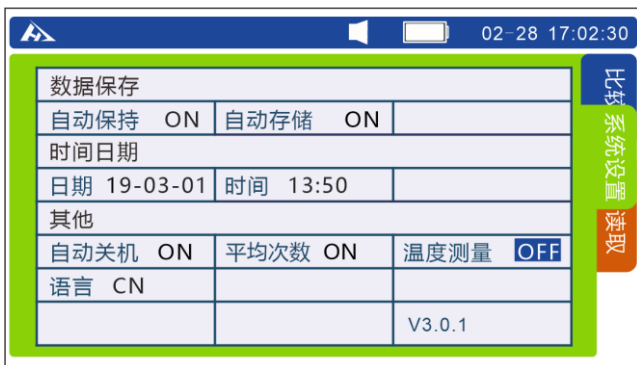 02-28 17:02:30
数据保存
自动保持 ON 自动存储 ON
时间日期
日期 19-03-01 时间 13:50
其他
自动关机 ON 平均次数 ON 温度测量 OFF
语言 CN
V3.0.1
比较
系统设置
读取